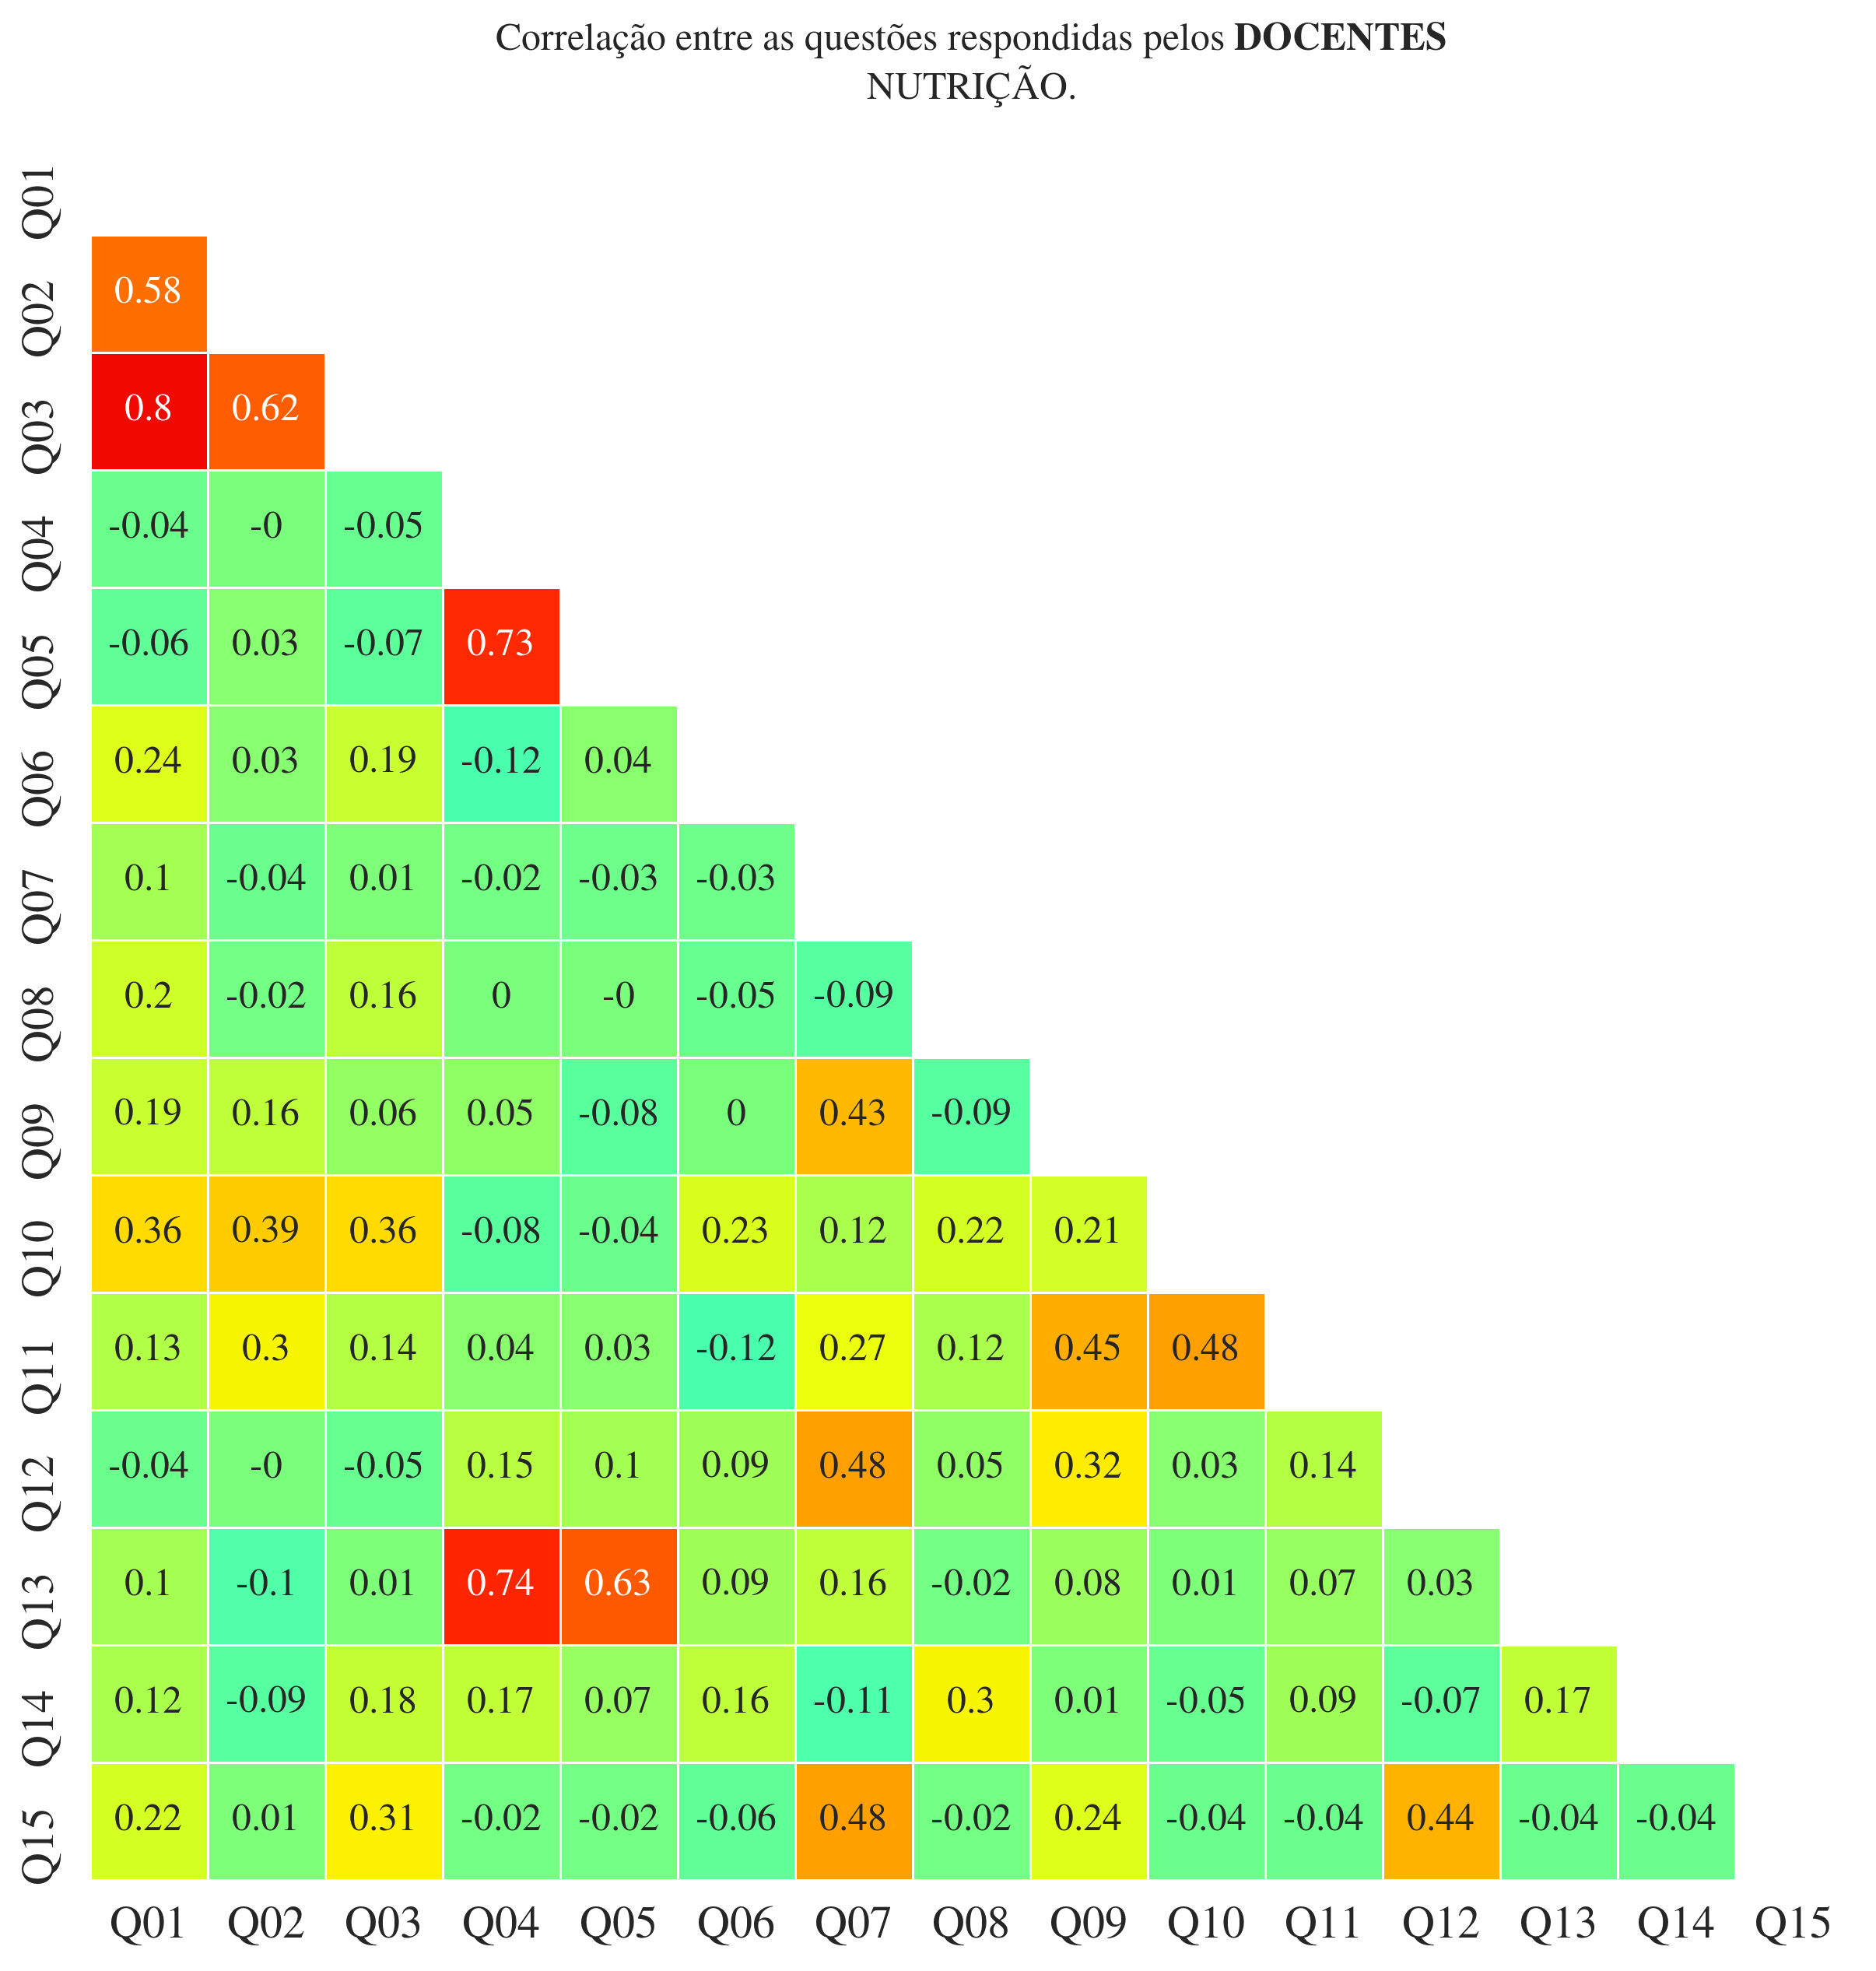 Correlação entre as questões respondidas pelos DOCENTES
NUTRIÇÃO.
Q01
Q02 0.58
Q03 0.8 0.62
Q04 -0.04 -0 -0.05
Q05 -0.06 0.03 -0.07 0.73
Q06 0.24 0.03 0.19 -0.12 0.04
Q07 0.1 -0.04 0.01 -0.02 -0.03 -0.03
Q08 0.2 -0.02 0.16 0 -0 -0.05 -0.09
Q09 0.19 0.16 0.06 0.05 -0.08 0 0.43 -0.09
Q10 0.36 0.39 0.36 -0.08 -0.04 0.23 0.12 0.22 0.21
Q11 0.13 0.3 0.14 0.04 0.03 -0.12 0.27 0.12 0.45 0.48
Q12 -0.04 -0 -0.05 0.15 0.1 0.09 0.48 0.05 0.32 0.03 0.14
Q13 0.1 -0.1 0.01 0.74 0.63 0.09 0.16 -0.02 0.08 0.01 0.07 0.03
Q14 0.12 -0.09 0.18 0.17 0.07 0.16 -0.11 0.3 0.01 -0.05 0.09 -0.07 0.17
Q15 0.22 0.01 0.31 -0.02 -0.02 -0.06 0.48 -0.02 0.24 -0.04 -0.04 0.44 -0.04 -0.04
Q01 Q02 Q03 Q04 Q05 Q06 Q07 Q08 Q09 Q10 Q11 Q12 Q13 Q14 Q15